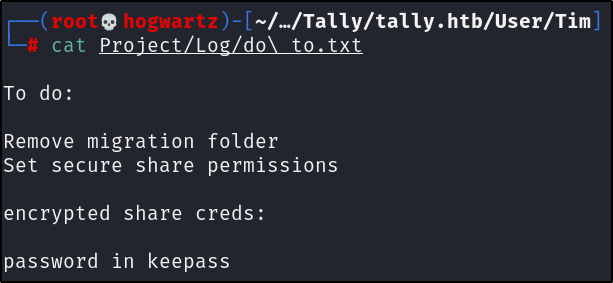 ┌──(root💀hogwartz)-[~/…/Tally/tally.htb/User/Tim]
└─# cat Project/Log/do\ to.txt
To do:
Remove migration folder
Set secure share permissions
encrypted share creds:
password in keepass